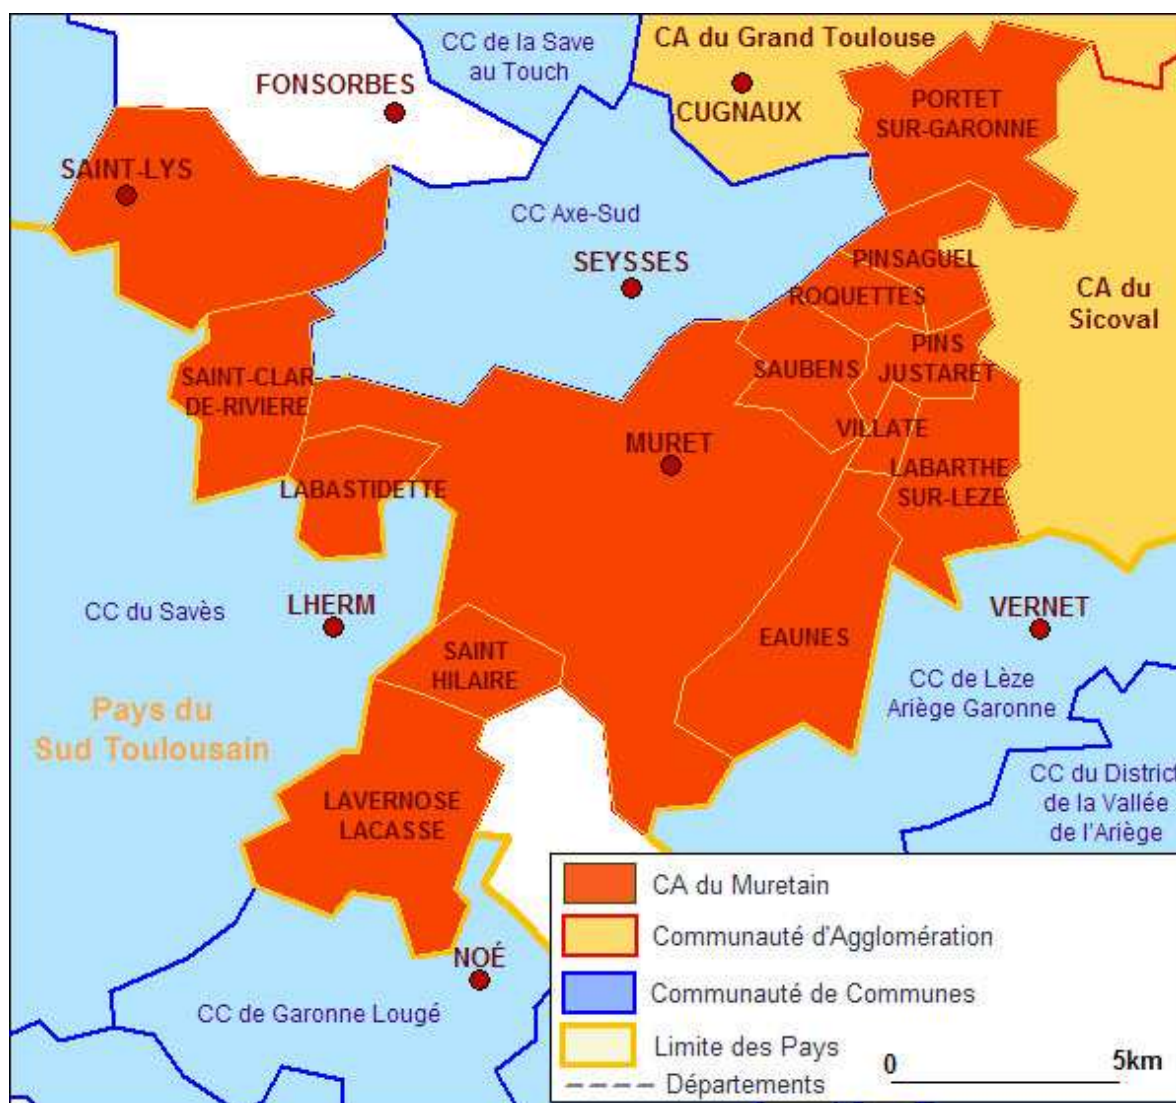 CC de la Save
au Touch
CA du Grand Toulouse
FONSORBES
CUGNAUX
PORTET
SUR-GARONNE
SAINT-LYS
CC Axe-Sud
SEYSSES
PINSAGUEL
ROQUETTES
CA du
Sicoval
PINS
JUSTARET
SAUBENS
SAINT-CLAR-
DE-RIVIERE
VILLATE
MURET
LABARTHE
SUR-LEZE
LABASTIDETTE
CC du Savès
LHERM
VERNET
EAUNES
SAINT
HILAIRE
CC de Lèze
Ariège Garonne
Pays du
Sud Toulousain
CC du District
de la Vallée
de l'Ariège
LAVERNOSE
LACASSE
NOÉ
CC de Garonne Lougé
CA du Muretain
Communauté d'Agglomération
Communauté de Communes
Limite des Pays
Départements
0 5km